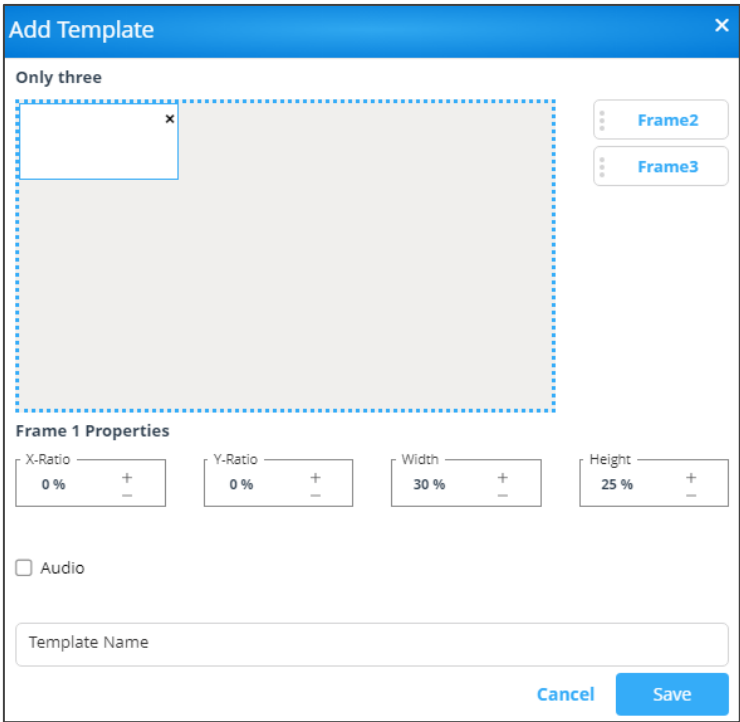 Add Template ×
Only three
×
Frame2
Frame3
Frame 1 Properties
X-Ratio
0 % + −
Y-Ratio
0 % + −
Width
30 % + −
Height
25 % + −
Audio
Template Name
Cancel Save